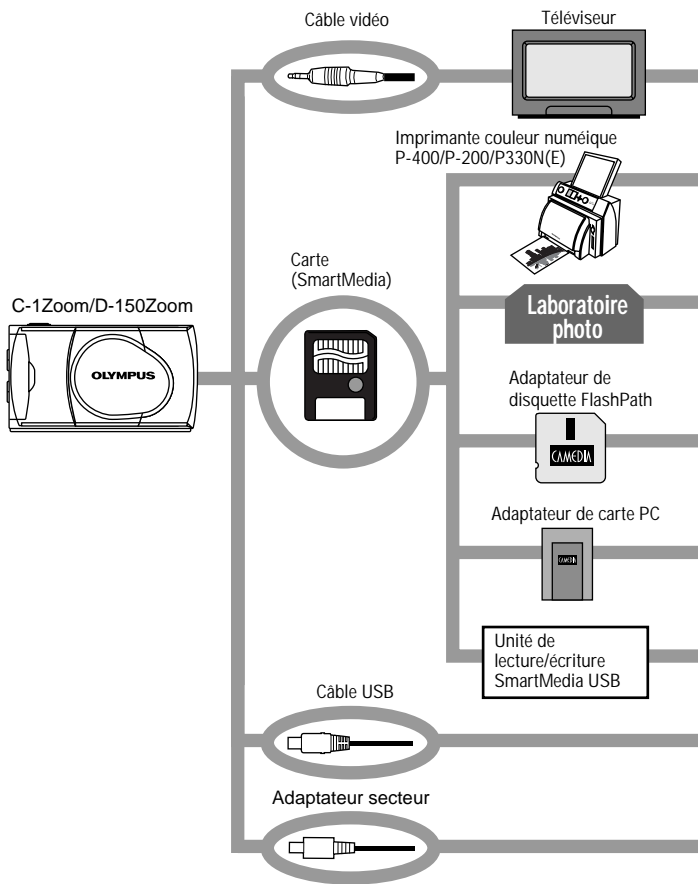 Câble vidéo
Téléviseur
Imprimante couleur numéique
P-400/P-200/P330N(E)
Carte
(SmartMedia)
C-1Zoom/D-150Zoom
OLYMPUS
Laboratoire
photo
Adaptateur de
disquette FlashPath
CAMEDIA
Adaptateur de carte PC
CAMEDIA
Unité de
lecture/écriture
SmartMedia USB
Câble USB
Adaptateur secteur